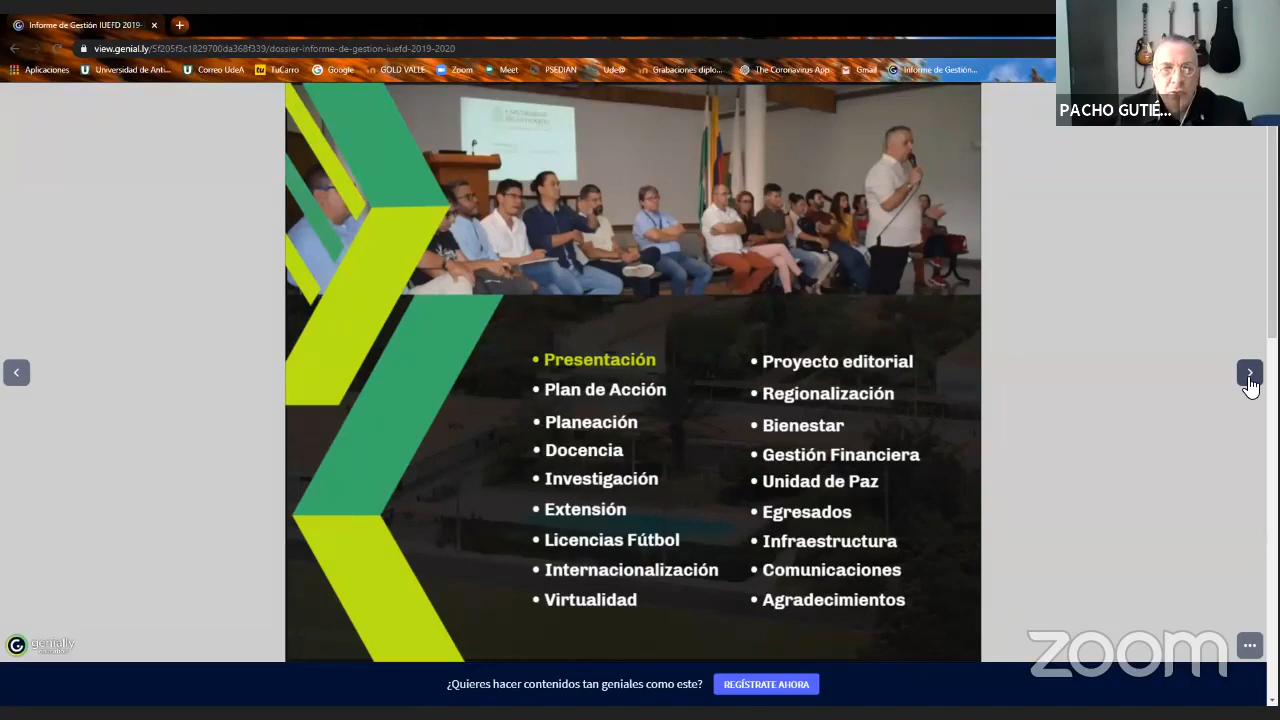 Informe de Gestión IUEFD 2019-
view.genial.ly/5f205f3c1829700da368f339/dossier-informe-de-gestion-iuefd-2019-2020
Aplicaciones Universidad de Anti... Correo UdeA TuCarro Google GOLD VALLE Zoom Meet PSEDIAN Ude@ Grabaciones diplo... The Coronavirus App Gmail Informe de Gestión...
PACHO GUTIÉ...
• Presentación
• Plan de Acción
• Planeación
• Docencia
• Investigación
• Extensión
• Licencias Fútbol
• Internacionalización
• Virtualidad
• Proyecto editorial
• Regionalización
• Bienestar
• Gestión Financiera
• Unidad de Paz
• Egresados
• Infraestructura
• Comunicaciones
• Agradecimientos
genially
zoom
¿Quieres hacer contenidos tan geniales como este? REGÍSTRATE AHORA